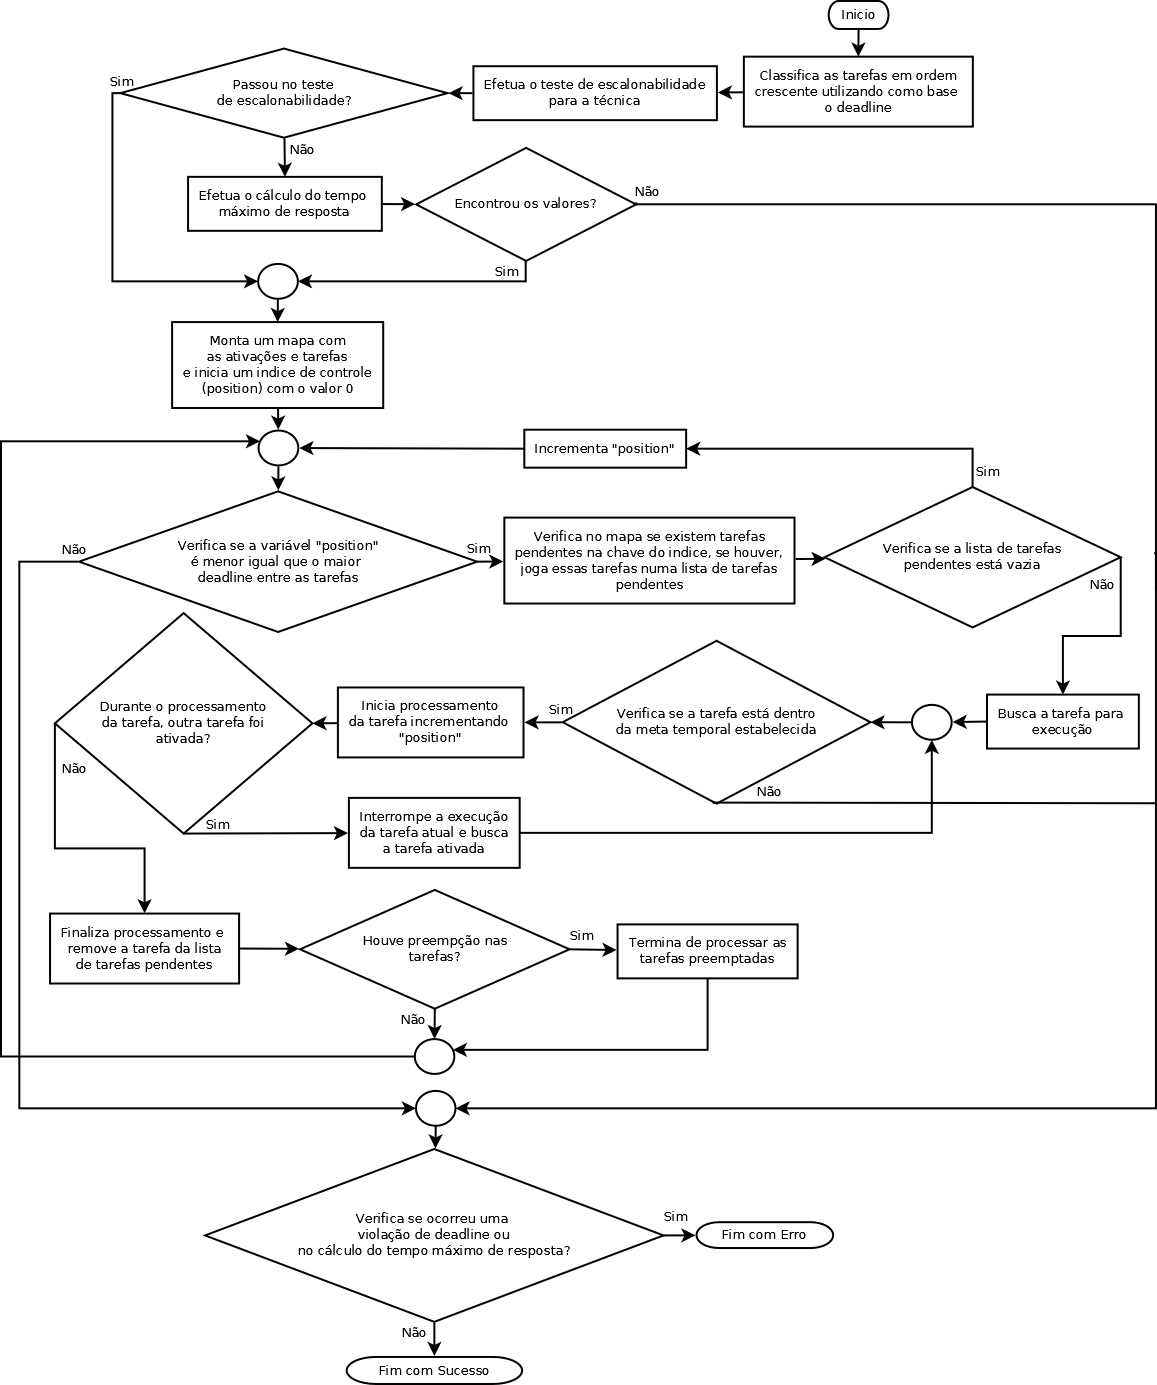 Inicio
Classifica as tarefas em ordem
crescente utilizando como base
o deadline
Efetua o teste de escalonabilidade
para a técnica
Passou no teste
de escalonabilidade?
Sim
Não
Efetua o cálculo do tempo
máximo de resposta
Encontrou os valores?
Não
Sim
Monta um mapa com
as ativações e tarefas
e inicia um indice de controle
(position) com o valor 0
Incrementa "position"
Sim
Verifica se a variável "position"
é menor igual que o maior
deadline entre as tarefas
Não
Sim
Verifica no mapa se existem tarefas
pendentes na chave do indice, se houver,
joga essas tarefas numa lista de tarefas
pendentes
Verifica se a lista de tarefas
pendentes está vazia
Não
Busca a tarefa para
execução
Verifica se a tarefa está dentro
da meta temporal estabelecida
Sim
Não
Inicia processamento
da tarefa incrementando
"position"
Durante o processamento
da tarefa, outra tarefa foi
ativada?
Não
Sim
Interrompe a execução
da tarefa atual e busca
a tarefa ativada
Finaliza processamento e
remove a tarefa da lista
de tarefas pendentes
Houve preempção nas
tarefas?
Sim
Não
Termina de processar as
tarefas preemptadas
Verifica se ocorreu uma
violação de deadline ou
no cálculo do tempo máximo de resposta?
Sim
Fim com Erro
Não
Fim com Sucesso